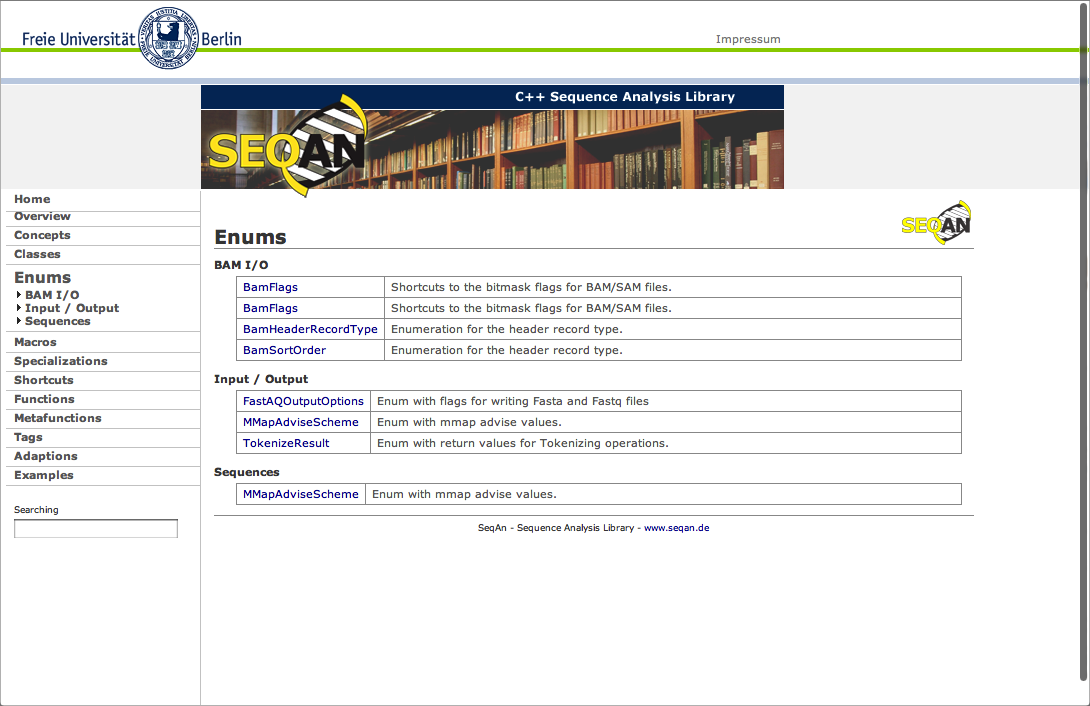 Freie Universität Berlin
Impressum
C++ Sequence Analysis Library
SEQAN
Home
Overview
Concepts
Classes
Enums
BAM I/O
Input / Output
Sequences
Macros
Specializations
Shortcuts
Functions
Metafunctions
Tags
Adaptions
Examples
Searching
SEQAN
Enums
BAM I/O
BamFlags Shortcuts to the bitmask flags for BAM/SAM files.
BamFlags Shortcuts to the bitmask flags for BAM/SAM files.
BamHeaderRecordType Enumeration for the header record type.
BamSortOrder Enumeration for the header record type.
Input / Output
FastAQOutputOptions Enum with flags for writing Fasta and Fastq files
MMapAdviseScheme Enum with mmap advise values.
TokenizeResult Enum with return values for Tokenizing operations.
Sequences
MMapAdviseScheme Enum with mmap advise values.
SeqAn - Sequence Analysis Library - www.seqan.de